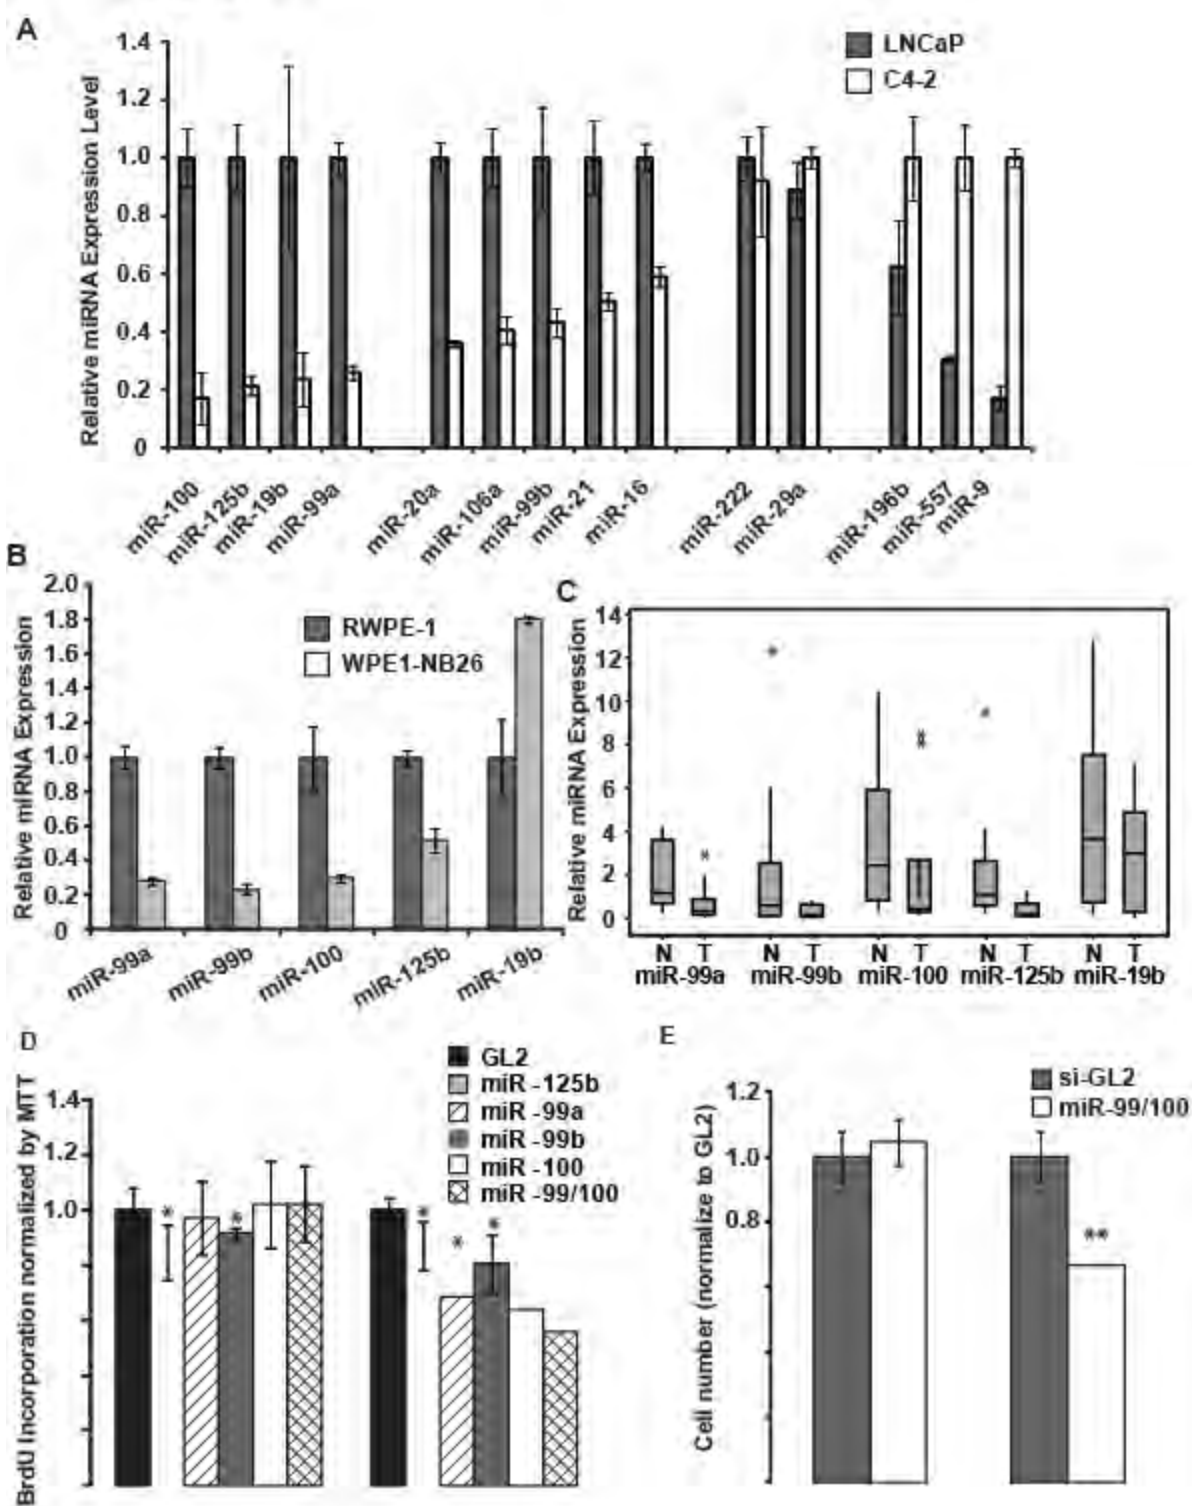 A
1.4
1.2
1.0
0.8
0.6
0.4
0.2
0
Relative miRNA Expression Level
LNCaP
C4-2
miR-100
miR-125b
miR-19b
miR-99a
miR-20a
miR-106a
miR-99b
miR-21
miR-16
miR-222
miR-29a
miR-196b
miR-557
miR-9
B
2.0
1.8
1.6
1.4
1.2
1.0
0.8
0.6
0.4
0.2
0
Relative miRNA Expression
RWPE-1
WPE1-NB26
miR-99a
miR-99b
miR-100
miR-125b
miR-19b
C
14
12
10
8
6
4
2
0
Relative miRNA Expression
*
*
*
*
*
N T N T N T N T N T
miR-99a miR-99b miR-100 miR-125b miR-19b
D
1.4
1.2
1.0
BrdU Incorporation normalized by MTT
GL2
miR -125b
miR -99a
miR -99b
miR -100
miR -99/100
* *
* * *
E
1.2
1.0
0.8
Cell number (normalize to GL2)
si-GL2
miR-99/100
**